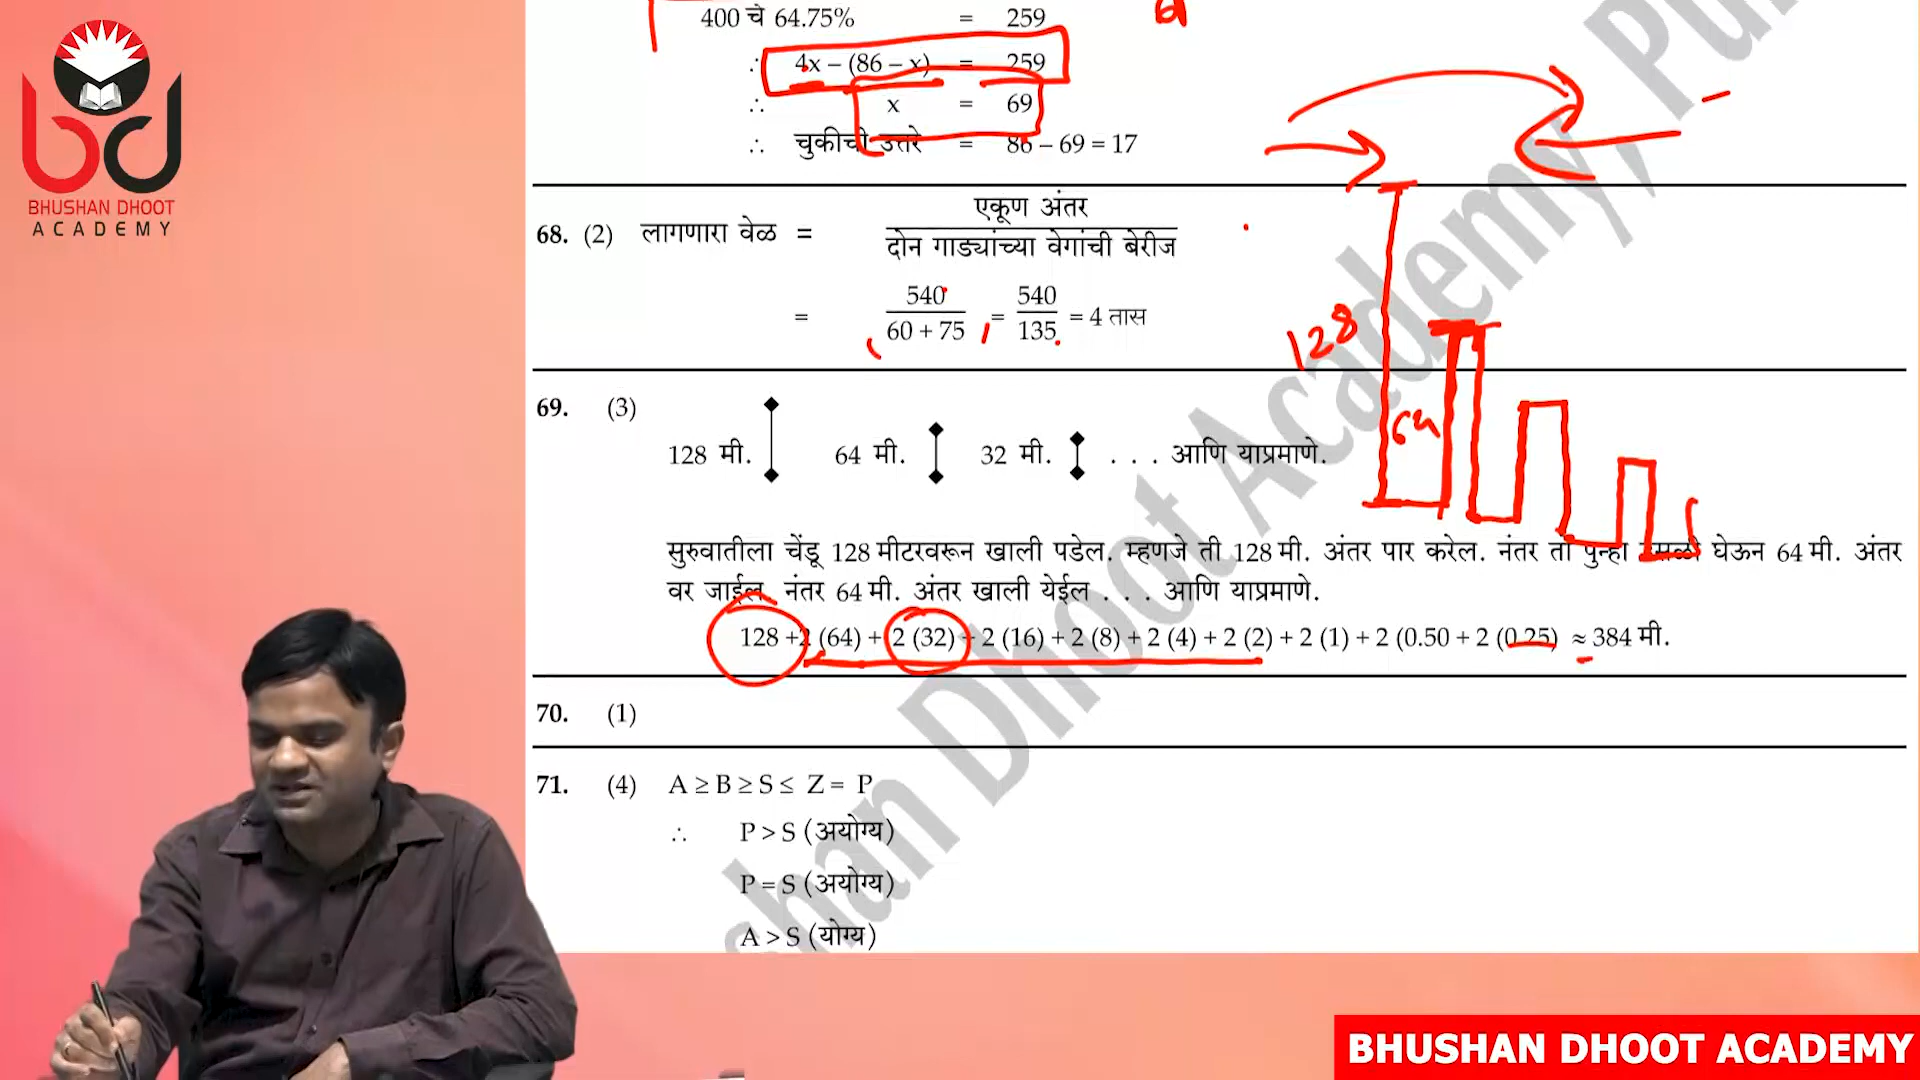 400 चे 64.75% = 259
∴ 4x – (86 – x) = 259
∴ x = 69
∴ चुकीची उत्तरे = 86 – 69 = 17
68. (2) लागणारा वेळ = एकूण अंतर
दोन गाड्यांच्या वेगांची बेरीज
= 540 / 60 + 75 = 540 / 135 = 4 तास
128
64
69. (3)
128 मी. 64 मी. 32 मी. . . . आणि याप्रमाणे.
सुरुवातीला चेंडू 128 मीटरवरून खाली पडेल. म्हणजे ती 128 मी. अंतर पार करेल. नंतर तो पुन्हा घेऊन 64 मी. अंतर
वर जाईल. नंतर 64 मी. अंतर खाली येईल . . . आणि याप्रमाणे.
128 + 2 (64) + 2 (32) + 2 (16) + 2 (8) + 2 (4) + 2 (2) + 2 (1) + 2 (0.50 + 2 (0.25) ≈ 384 मी.
70. (1)
71. (4) A ≥ B ≥ S ≤ Z = P
∴ P > S (अयोग्य)
P = S (अयोग्य)
A > S (योग्य)
BHUSHAN DHOOT
ACADEMY
BHUSHAN DHOOT ACADEMY